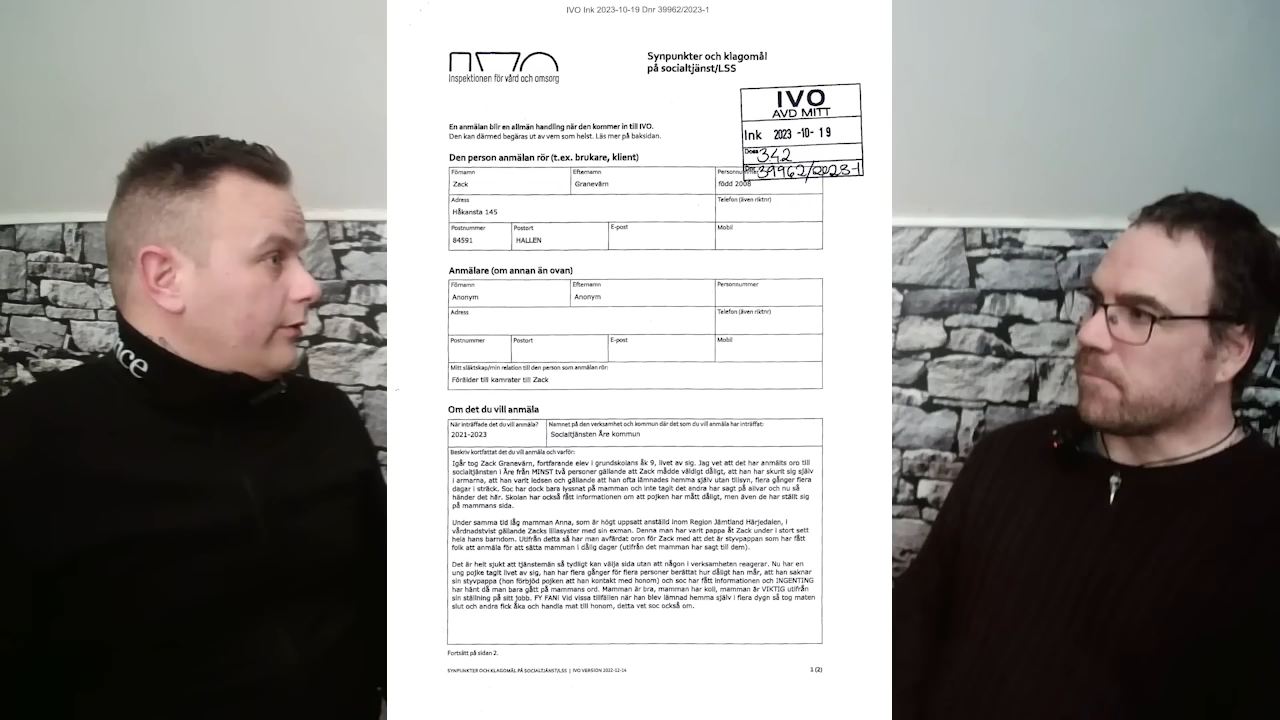 IVO Ink 2023-10-19 Dnr 39962/2023-1
Inspektionen för vård och omsorg
Synpunkter och klagomål
på socialtjänst/LSS
IVO
AVD MITT
Ink 2023 -10- 19
Doss 342
Dnr 39962/2023-1
En anmälan blir en allmän handling när den kommer in till IVO.
Den kan därmed begäras ut av vem som helst. Läs mer på baksidan.
Den person anmälan rör (t.ex. brukare, klient)
Förnamn Efternamn
Zack Granevärn född 2008
Adress Telefon (även riktnr)
Håkansta 145
Postnummer Postort E-post Mobil
84591 HALLEN
Anmälare (om annan än ovan)
Förnamn Efternamn Personnummer
Anonym Anonym
Adress Telefon (även riktnr)
Postnummer Postort E-post Mobil
Mitt släktskap/min relation till den person som anmälan rör:
Förälder till kamrater till Zack
Om det du vill anmäla
När inträffade det du vill anmäla? Namnet på den verksamhet och kommun där det som du vill anmäla har inträffat:
2021-2023 Socialtjänsten Åre kommun
Beskriv kortfattat det du vill anmäla och varför:
Igår tog Zack Granevärn, fortfarande elev i grundskolans åk 9, livet av sig. Jag vet att det har anmälts oro till
socialtjänsten i Åre från MINST två personer gällande att Zack mådde väldigt dåligt, att han har skurit sig själv
i armarna, att han varit ledsen och gällande att han ofta lämnades hemma själv utan tillsyn, flera gånger flera
dagar i sträck. Soc har dock bara lyssnat på mamman och inte tagit det andra har sagt på allvar och nu så
händer det här. Skolan har också fått informationen om att pojken har mått dåligt, men även de har ställt sig
på mammans sida.
Under samma tid låg mamman Anna, som är högt uppsatt anställd inom Region Jämtland Härjedalen, i
vårdnadstvist gällande Zacks lillasyster med sin exman. Denna man har varit pappa åt Zack under i stort sett
hela hans barndom. Utifrån detta så har man avfärdat oron för Zack med att det är styvpappan som har fått
folk att anmäla för att sätta mamman i dålig dager (utifrån det mamman har sagt till dem).
Det är helt sjukt att tjänstemän så tydligt kan välja sida utan att någon i verksamheten reagerar. Nu har en
ung pojke tagit livet av sig, han har flera gånger för flera personer berättat hur dåligt han mår, att han saknar
sin styvpappa (hon förbjöd pojken att han kontakt med honom) och soc har fått informationen och INGENTING
har hänt då man bara gått på mammans ord. Mamman är bra, mamman har koll, mamman är VIKTIG utifrån
sin ställning på sitt jobb. FY FAN! Vid vissa tillfällen när han blev lämnad hemma själv i flera dygn så tog maten
slut och andra fick åka och handla mat till honom, detta vet soc också om.
Fortsätt på sidan 2.
SYNPUNKTER OCH KLAGOMÅL PÅ SOCIALTJÄNST/LSS | IVO VERSION 2022-12-14 1 (2)